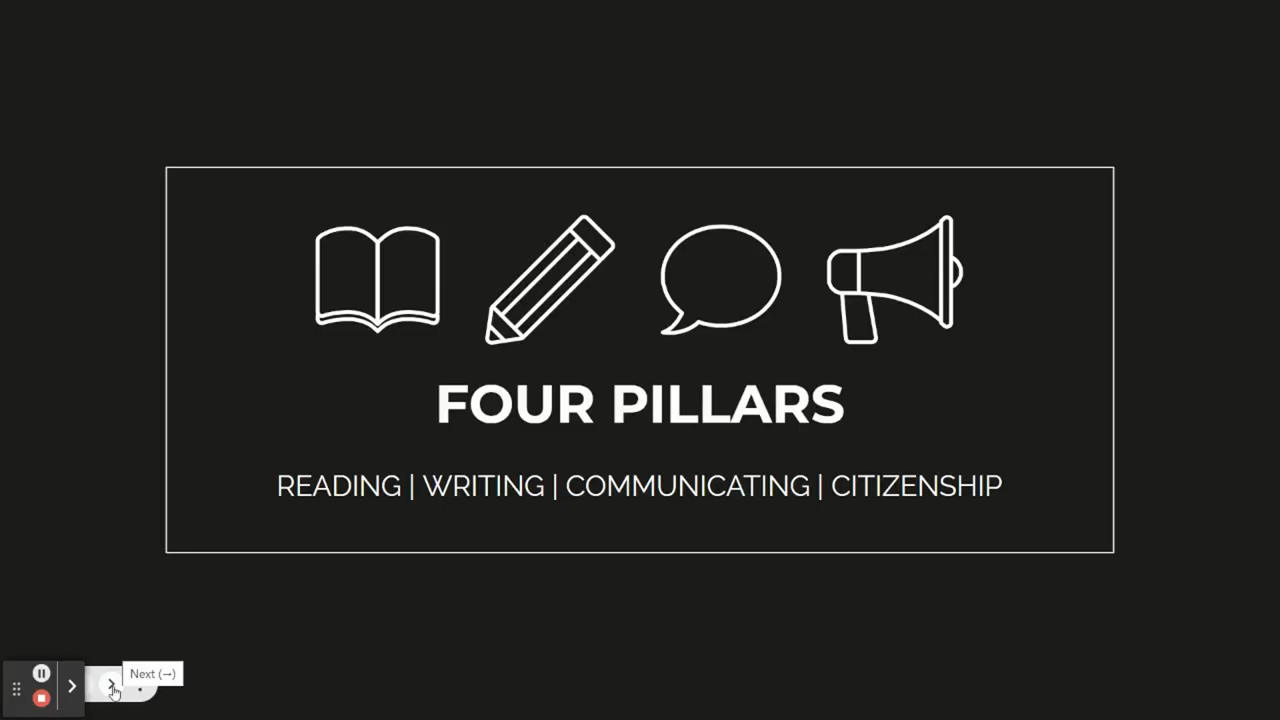 FOUR PILLARS
READING | WRITING | COMMUNICATING | CITIZENSHIP
Next (→)